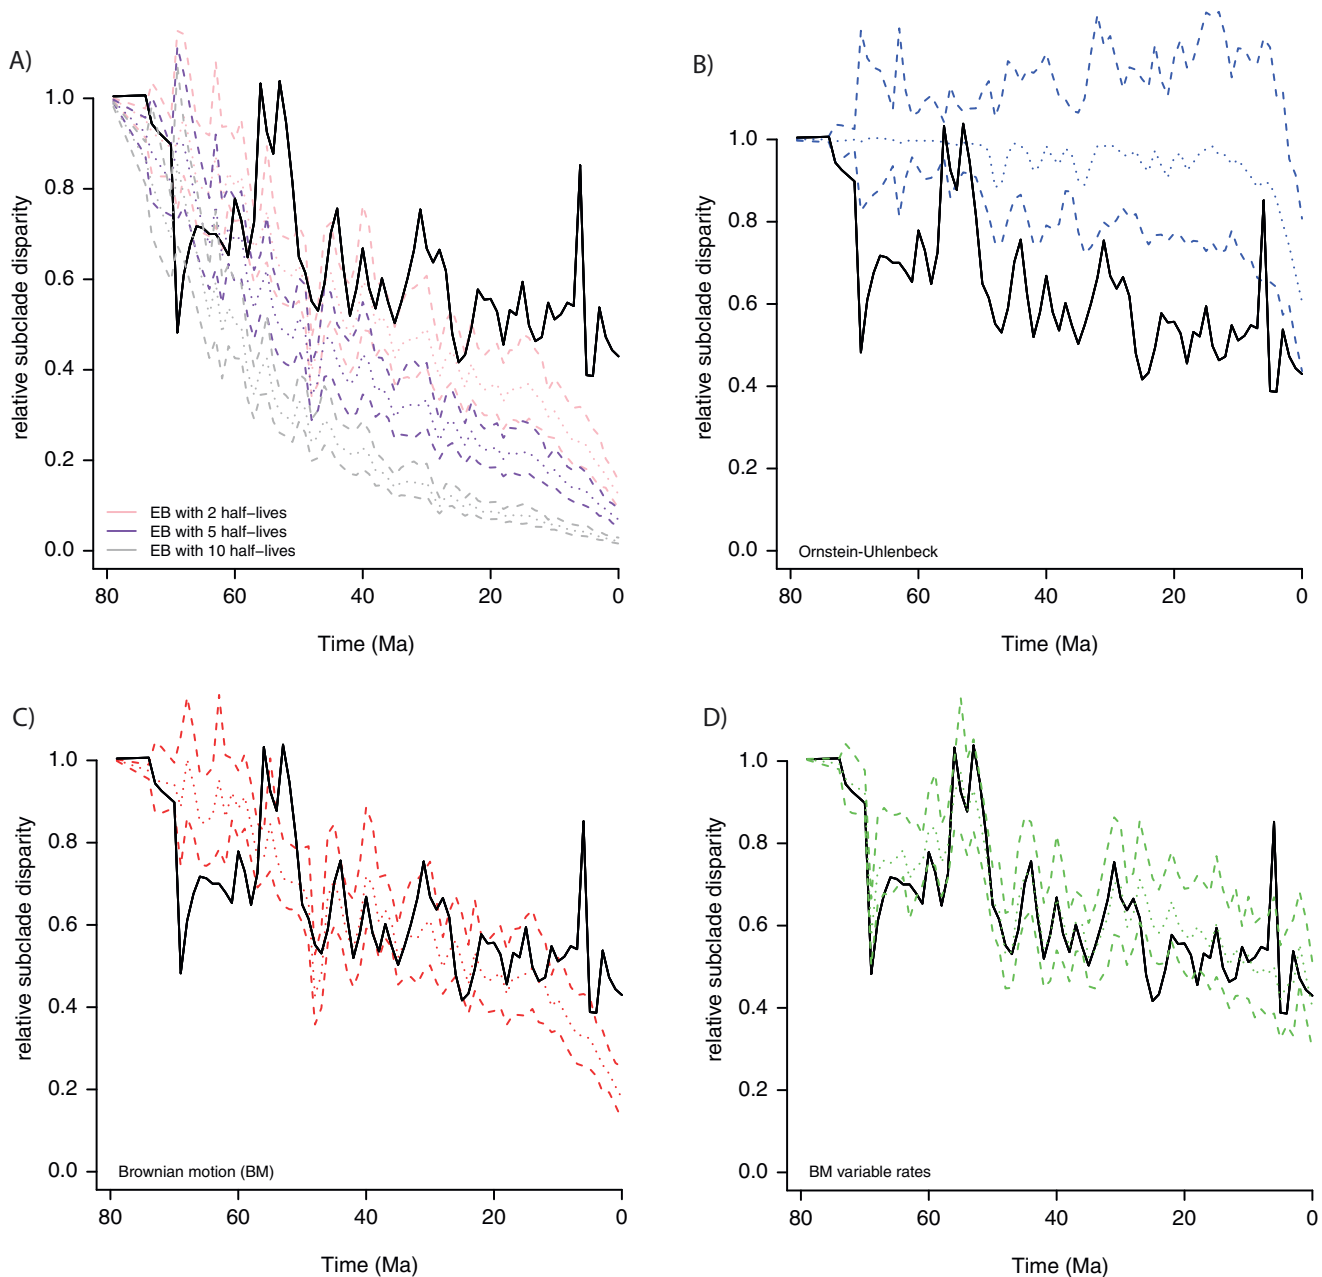 A)
relative subclade disparity
1.0
0.8
0.6
0.4
0.2
0.0
EB with 2 half−lives
EB with 5 half−lives
EB with 10 half−lives
80 60 40 20 0
Time (Ma)
B)
relative subclade disparity
1.0
0.8
0.6
0.4
0.2
0.0
Ornstein-Uhlenbeck
80 60 40 20 0
Time (Ma)
C)
relative subclade disparity
1.0
0.8
0.6
0.4
0.2
0.0
Brownian motion (BM)
80 60 40 20 0
Time (Ma)
D)
relative subclade disparity
1.0
0.8
0.6
0.4
0.2
0.0
BM variable rates
80 60 40 20 0
Time (Ma)